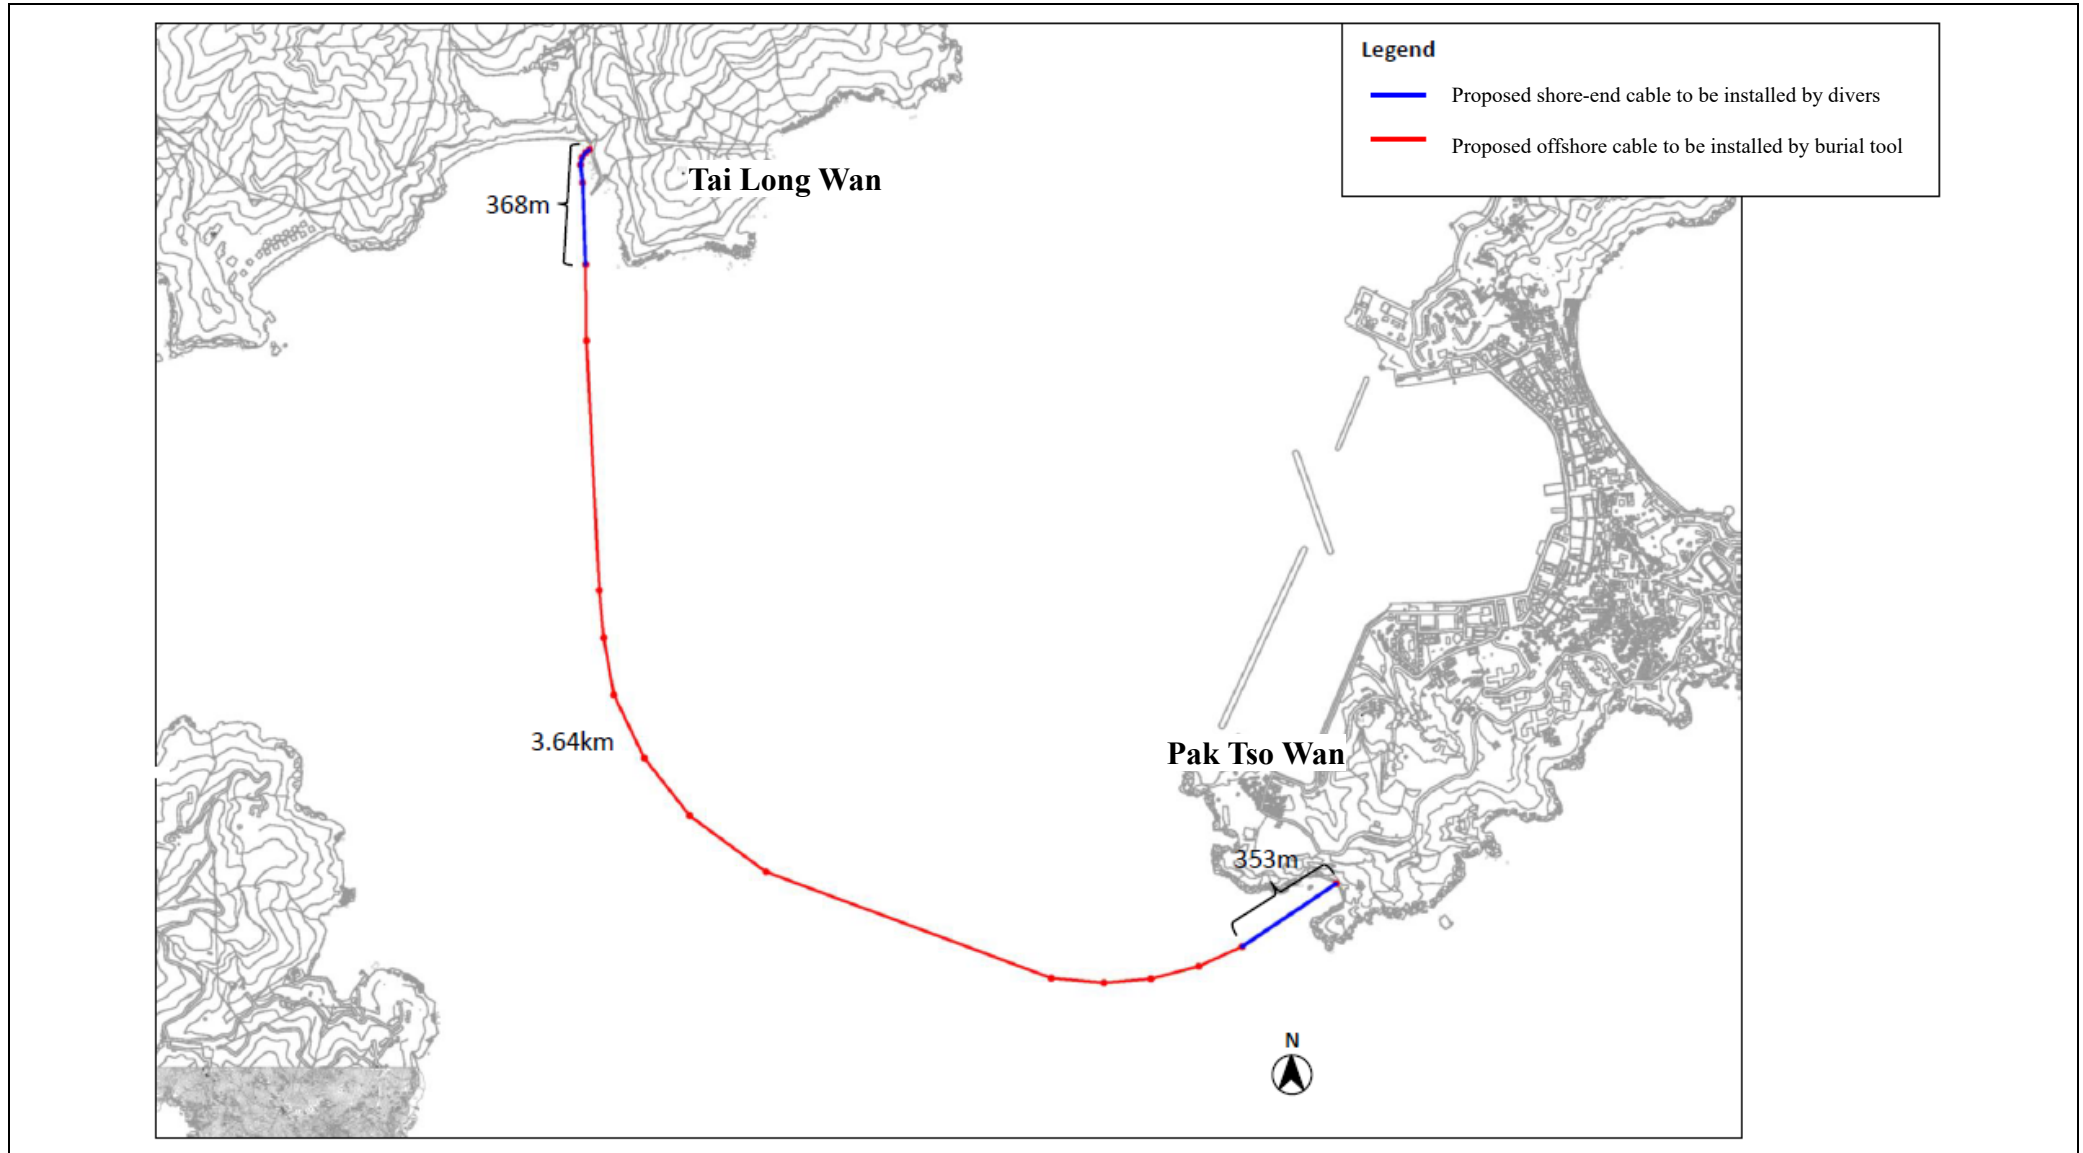 Legend
Proposed shore-end cable to be installed by divers
Proposed offshore cable to be installed by burial tool
Tai Long Wan
368m
3.64km
Pak Tso Wan
353m
N